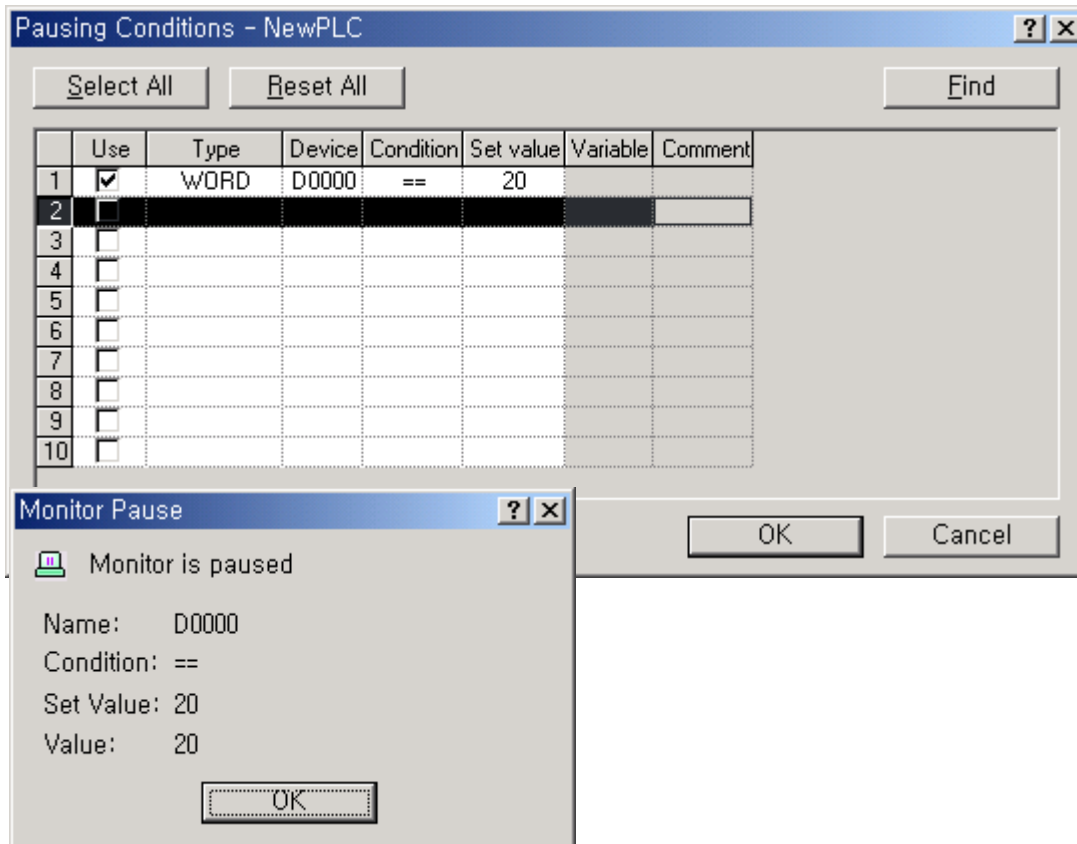 Pausing Conditions - NewPLC
Select All Reset All Find
Use Type Device Condition Set value Variable Comment
1 WORD D0000 == 20
2
3
4
5
6
7
8
9
10
OK Cancel
Monitor Pause
Monitor is paused
Name: D0000
Condition: ==
Set Value: 20
Value: 20
OK